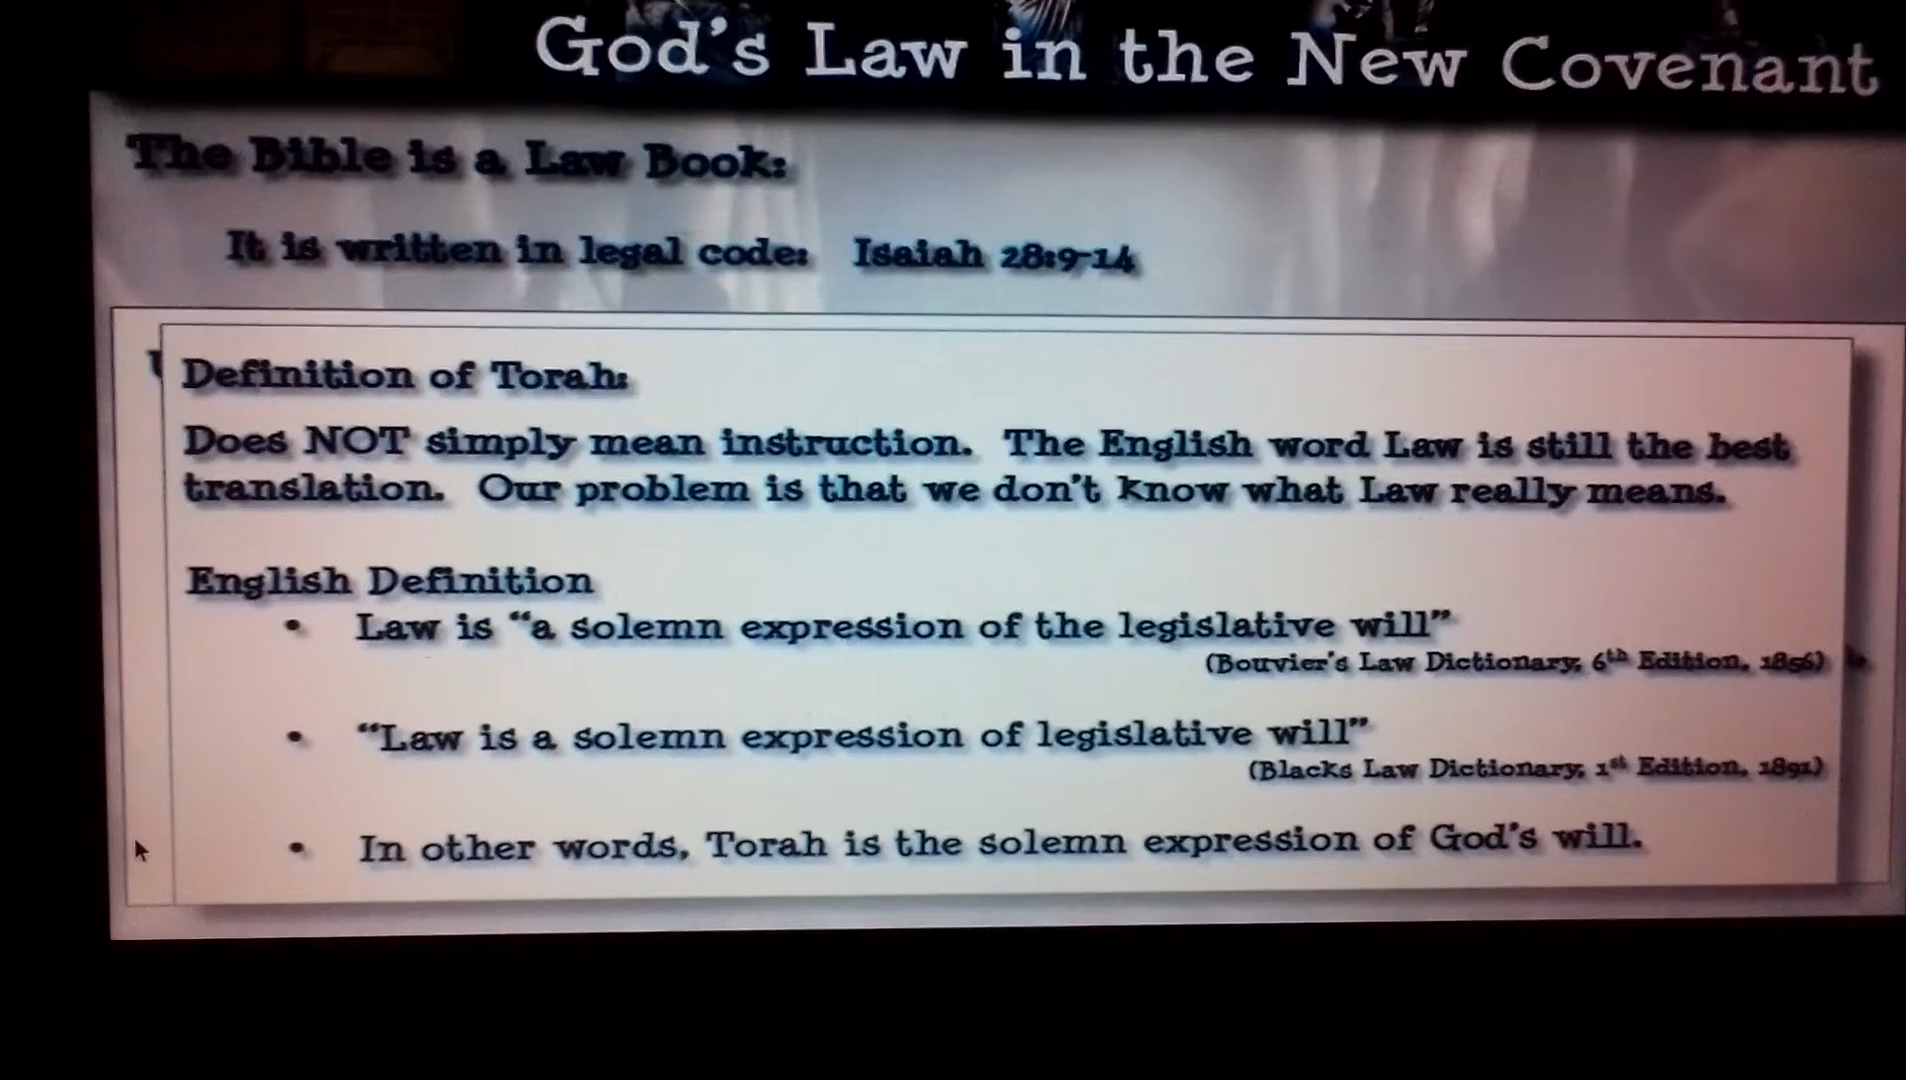 God's Law in the New Covenant
The Bible is a Law Book:
It is written in legal code: Isaiah 28:9-14
Definition of Torah:
Does NOT simply mean instruction. The English word Law is still the best
translation. Our problem is that we don't know what Law really means.
English Definition
• Law is “a solemn expression of the legislative will”
(Bouvier's Law Dictionary, 6th Edition, 1856)
• “Law is a solemn expression of legislative will”
(Blacks Law Dictionary, 1st Edition, 1891)
• In other words, Torah is the solemn expression of God's will.